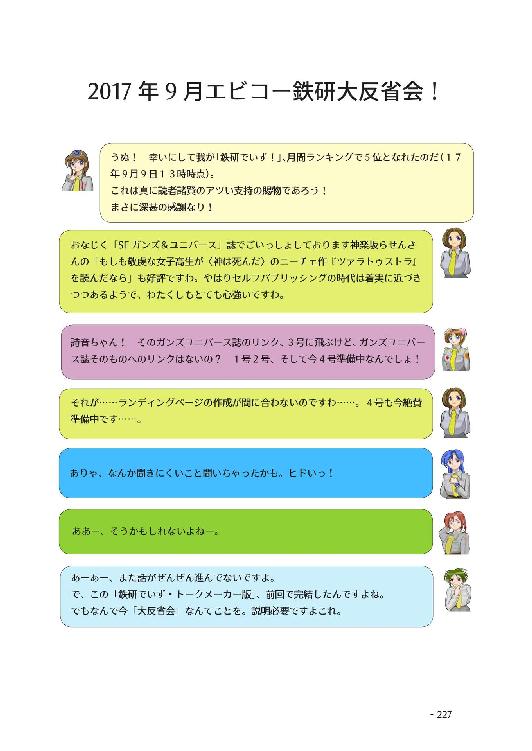 2017 年 9 月エビコー鉄研大反省会！
うぬ！　幸いにして我が「鉄研でいず！」、月間ランキングで５位となれたのだ（１７
年９月９日１３時時点）。
これは真に読者諸賢のアツい支持の賜物であろう！
まさに深甚の感謝なり！
おなじく「SF ガンズ＆ユニバース」誌でごいっしょしております神楽坂らせんさ
んの「もしも敬虔な女子高生が〈神は死んだ〉のニーチェ作『ツァラトゥストラ』
を読んだなら」も好評ですわ。やはりセルフパブリッシングの時代は着実に近づき
つつあるようで、わたくしもとても心強いですわ。
詩音ちゃん！　そのガンズユニバース誌のリンク、３号に飛ぶけど、ガンズユニバー
ス誌そのものへのリンクはないの？　１号２号、そして今４号準備中なんでしょ！
それが……ランディングページの作成が間に合わないのですわ……。４号も今絶賛
準備中です……。
ありゃ、なんか聞きにくいこと聞いちゃったかも。ヒドいっ！
ああー、そうかもしれないよねー。
あーあー、また話がぜんぜん進んでないですよ。
で、この「鉄研でいず・トークメーカー版」、前回で完結したんですよね。
でもなんで今「大反省会」なんてことを。説明必要ですよこれ。
- 227